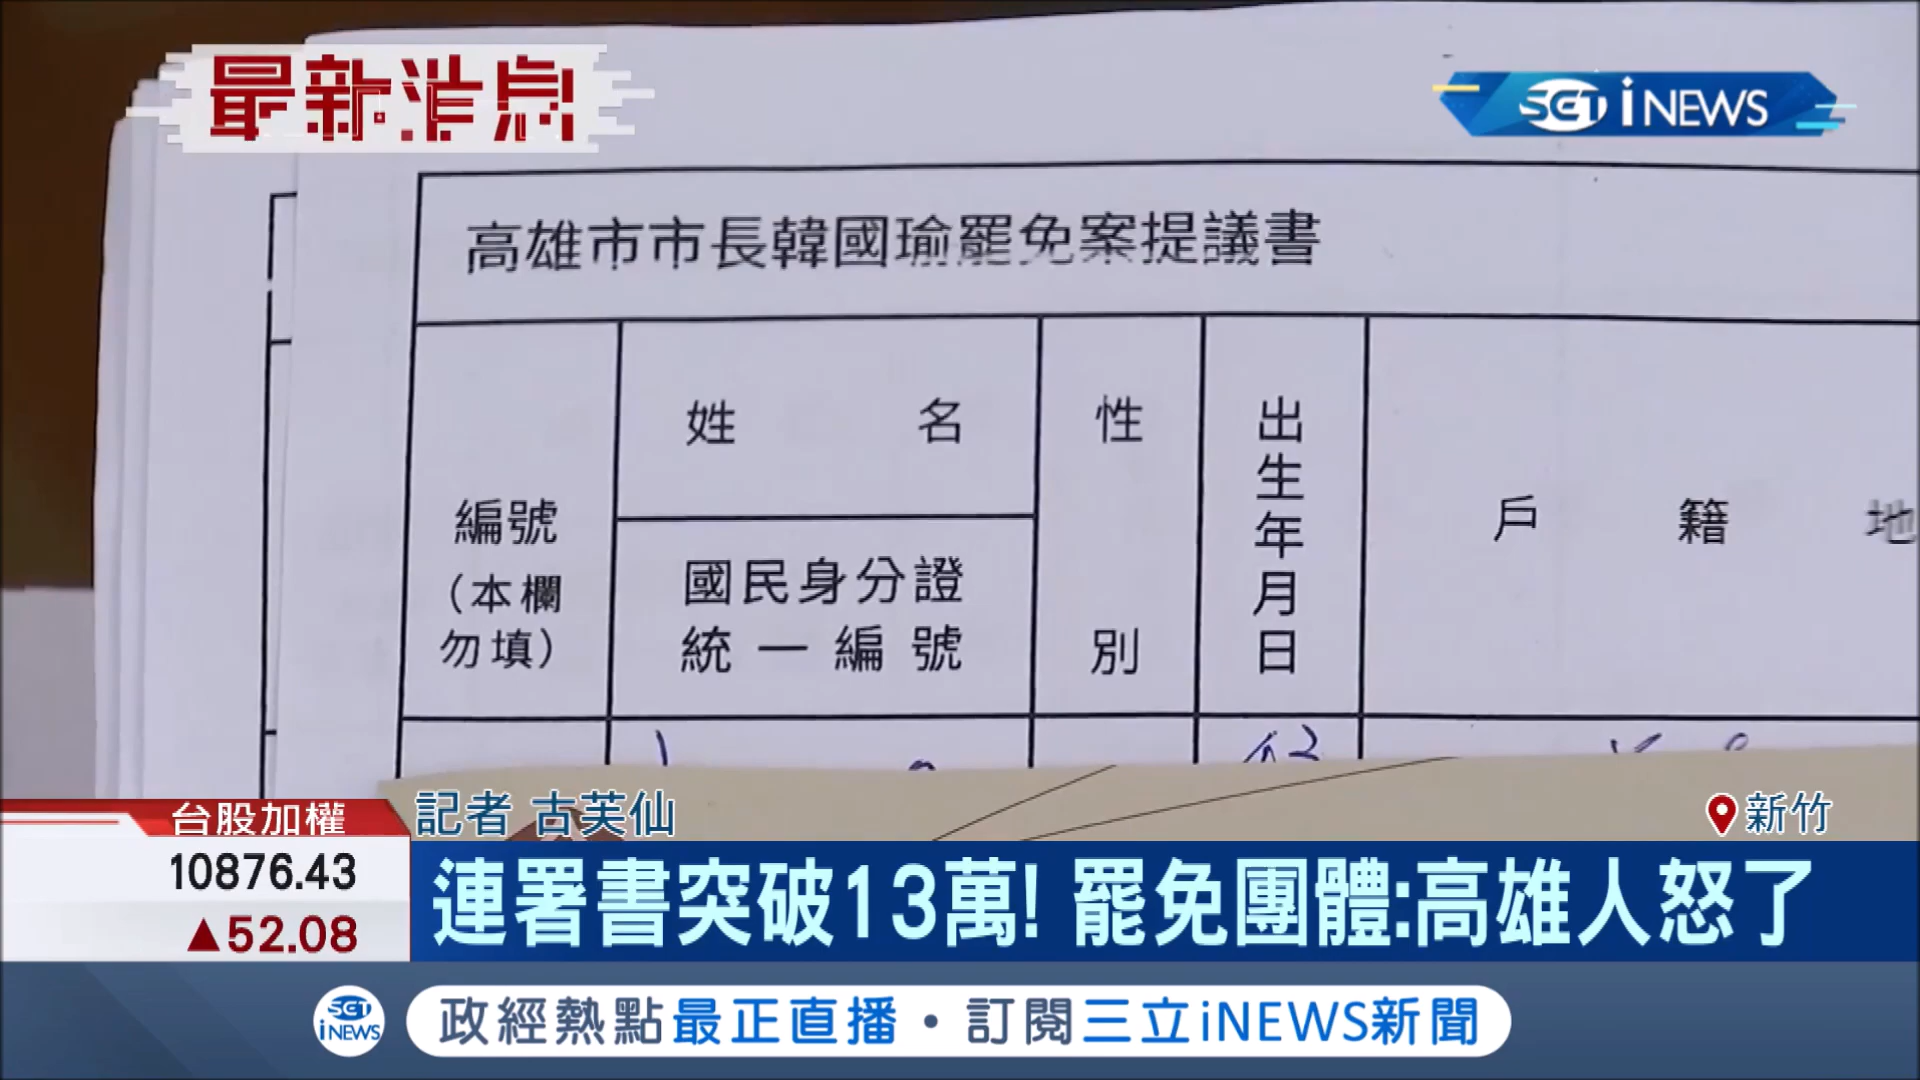 最新消息
SET iNEWS
高雄市市長韓國瑜罷免案提議書
編號
(本欄
勿填)
姓名
國民身分證
統一編號
性別
出生年月日
戶籍地
台股加權
10876.43
▲52.08
記者 古芙仙
新竹
連署書突破13萬! 罷免團體:高雄人怒了
SET
iNEWS
政經熱點最正直播・訂閱三立iNEWS新聞